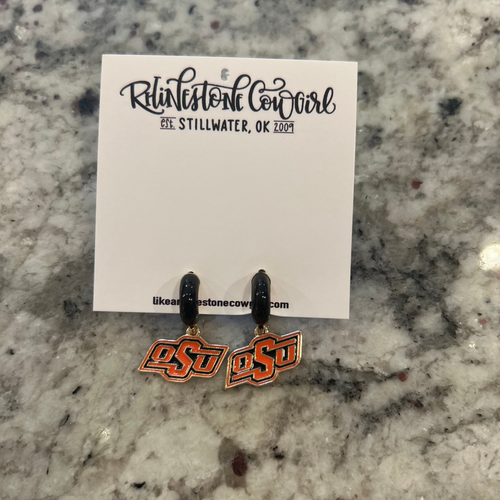 RHINESTONE COWGIRL
est. STILLWATER, OK 2009
OSU OSU